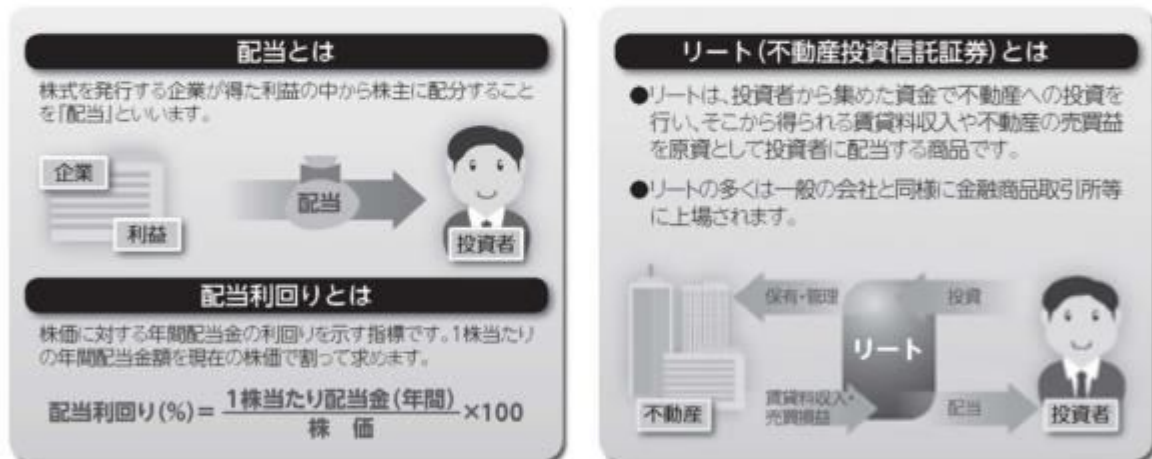 配当とは
株式を発行する企業が得た利益の中から株主に配分すること
を『配当』といいます。
企業
利益
配当
投資者
配当利回りとは
株価に対する年間配当金の利回りを示す指標です。1株当たり
の年間配当金額を現在の株価で割って求めます。
配当利回り(%)=
1株当たり配当金(年間)
株 価
×100
リート(不動産投資信託証券)とは
●リートは、投資者から集めた資金で不動産への投資を
行い、そこから得られる賃貸料収入や不動産の売買益
を原資として投資者に配当する商品です。
●リートの多くは一般の会社と同様に金融商品取引所等
に上場されます。
保有・管理
投資
リート
賃貸料収入・
売買損益
配当
不動産
投資者